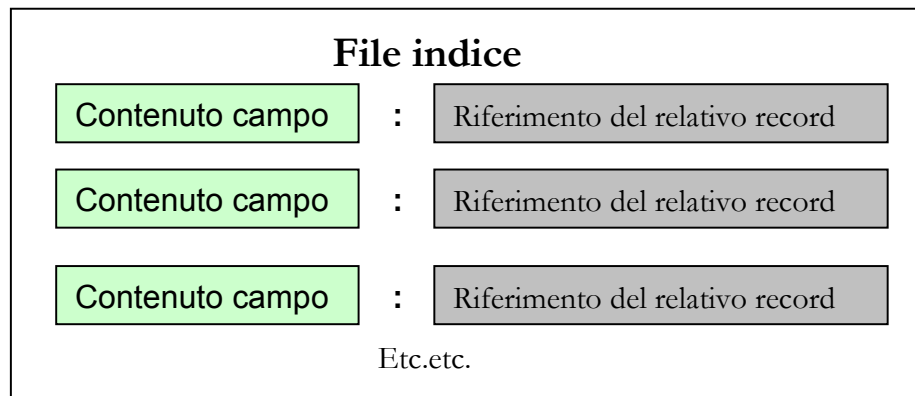 File indice
Contenuto campo : Riferimento del relativo record
Contenuto campo : Riferimento del relativo record
Contenuto campo : Riferimento del relativo record
Etc.etc.